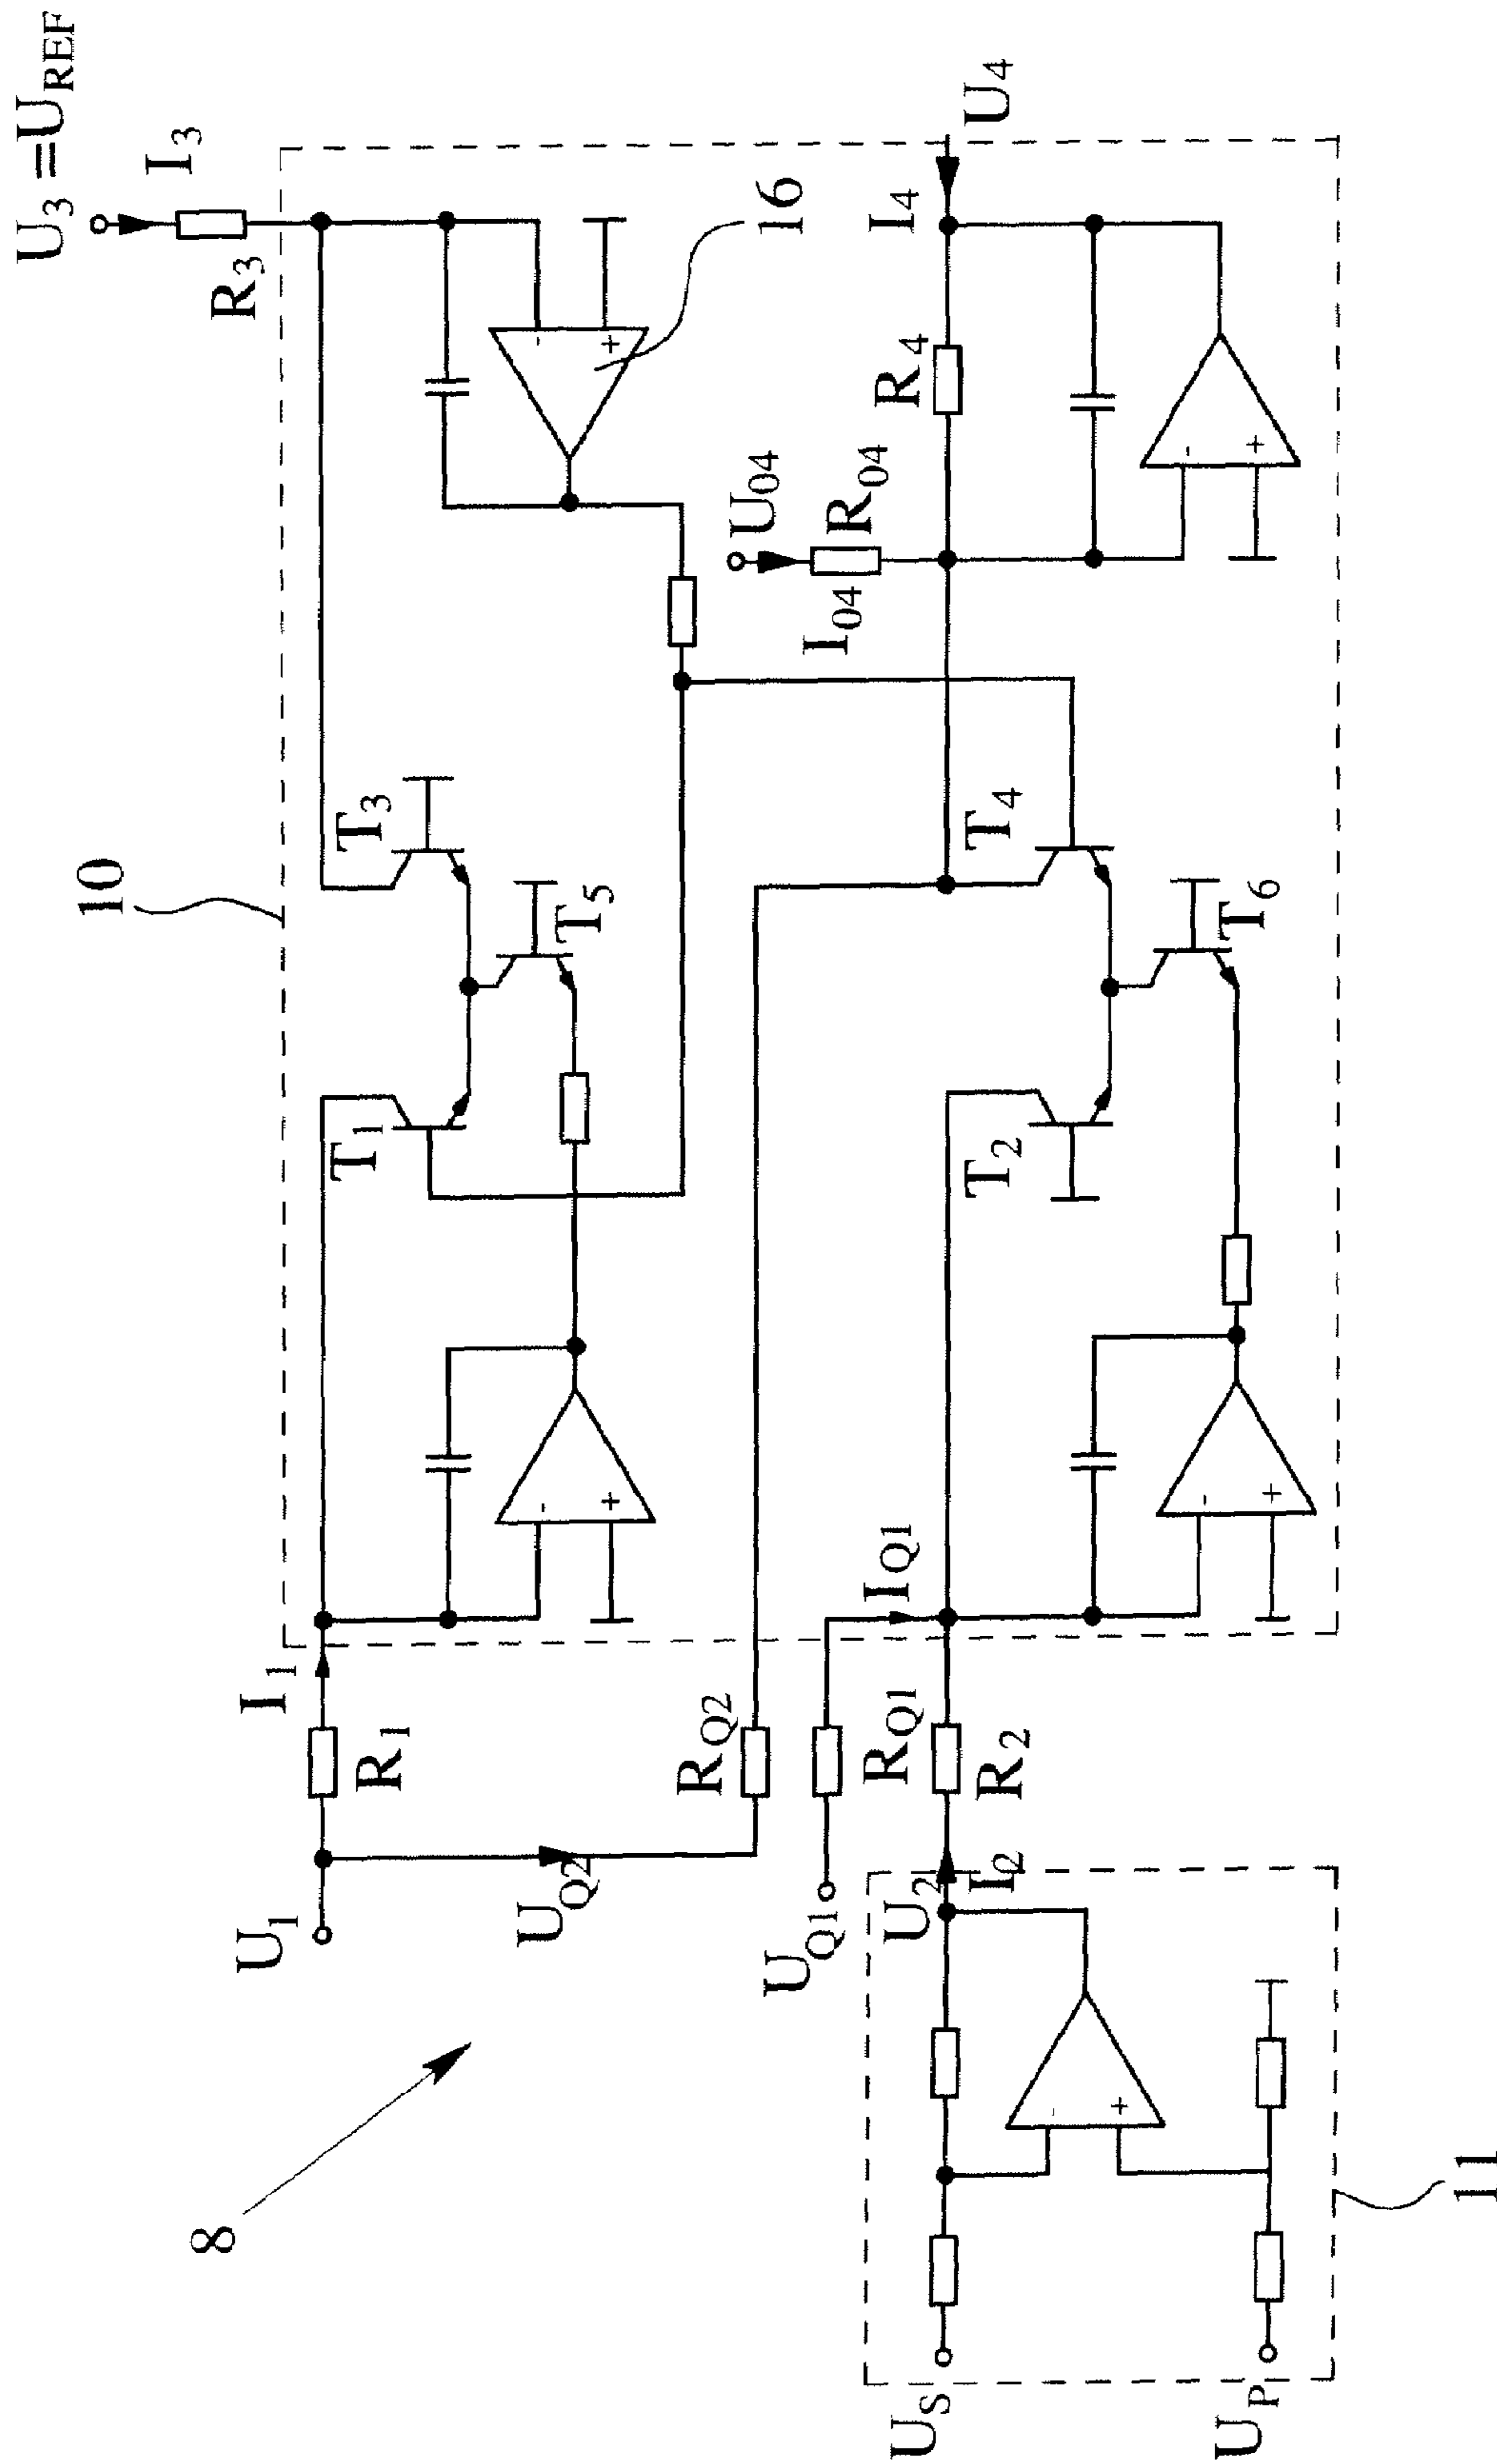 U3 =UREF
I3
R3
10
16
T3
T5
T1
U4
I4
R4
U04
R04
I04
T4
T6
T2
I1
R1
U1
RQ2
UQ2
IQ1
RQ1
R2
UQ1
U2
I2
8
US
UP
11
-
+
-
+
-
+
-
+
-
+